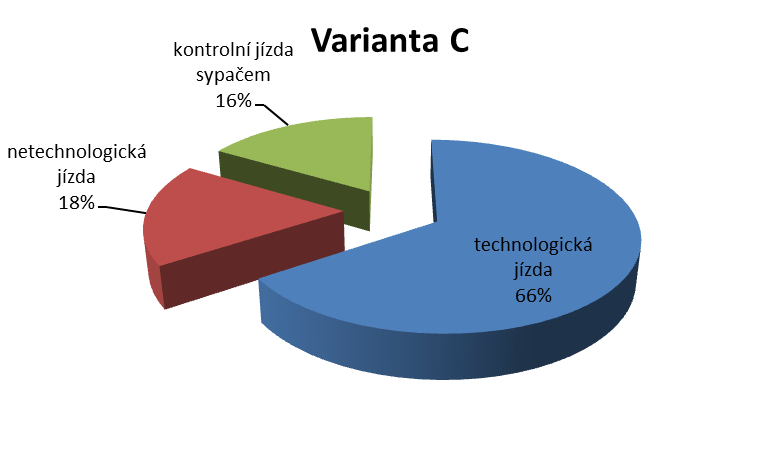 Varianta C
kontrolní jízda
sypačem
16%
netechnologická
jízda
18%
technologická
jízda
66%